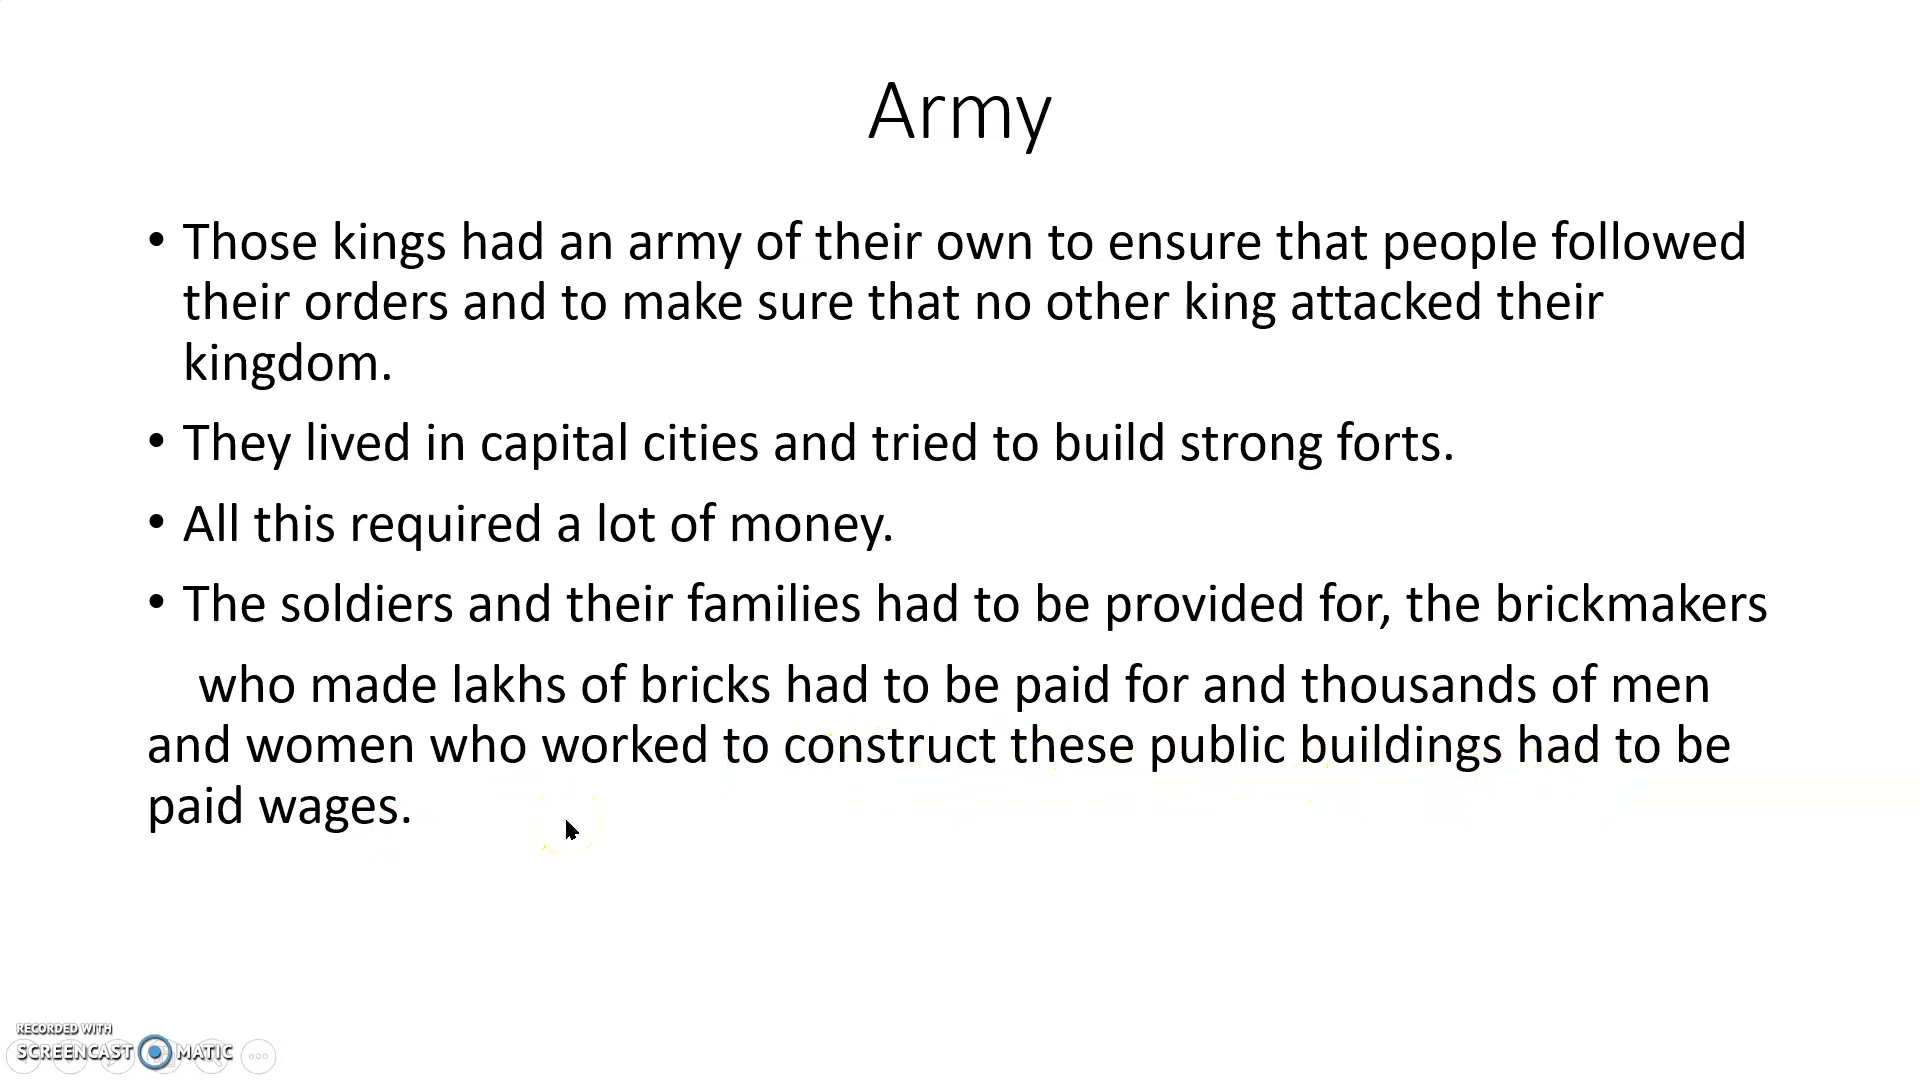 Army
• Those kings had an army of their own to ensure that people followed
their orders and to make sure that no other king attacked their
kingdom.
• They lived in capital cities and tried to build strong forts.
• All this required a lot of money.
• The soldiers and their families had to be provided for, the brickmakers
who made lakhs of bricks had to be paid for and thousands of men
and women who worked to construct these public buildings had to be
paid wages.
RECORDED WITH
SCREENCAST MATIC